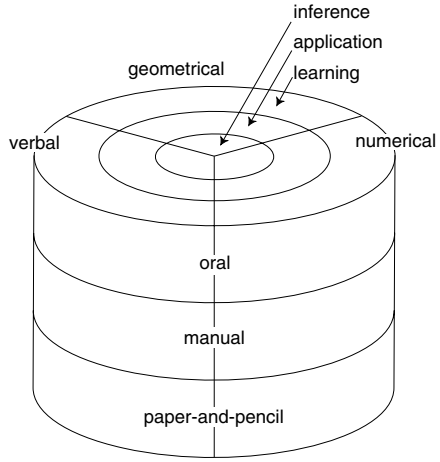 inference
application
learning
geometrical
verbal
numerical
oral
manual
paper-and-pencil